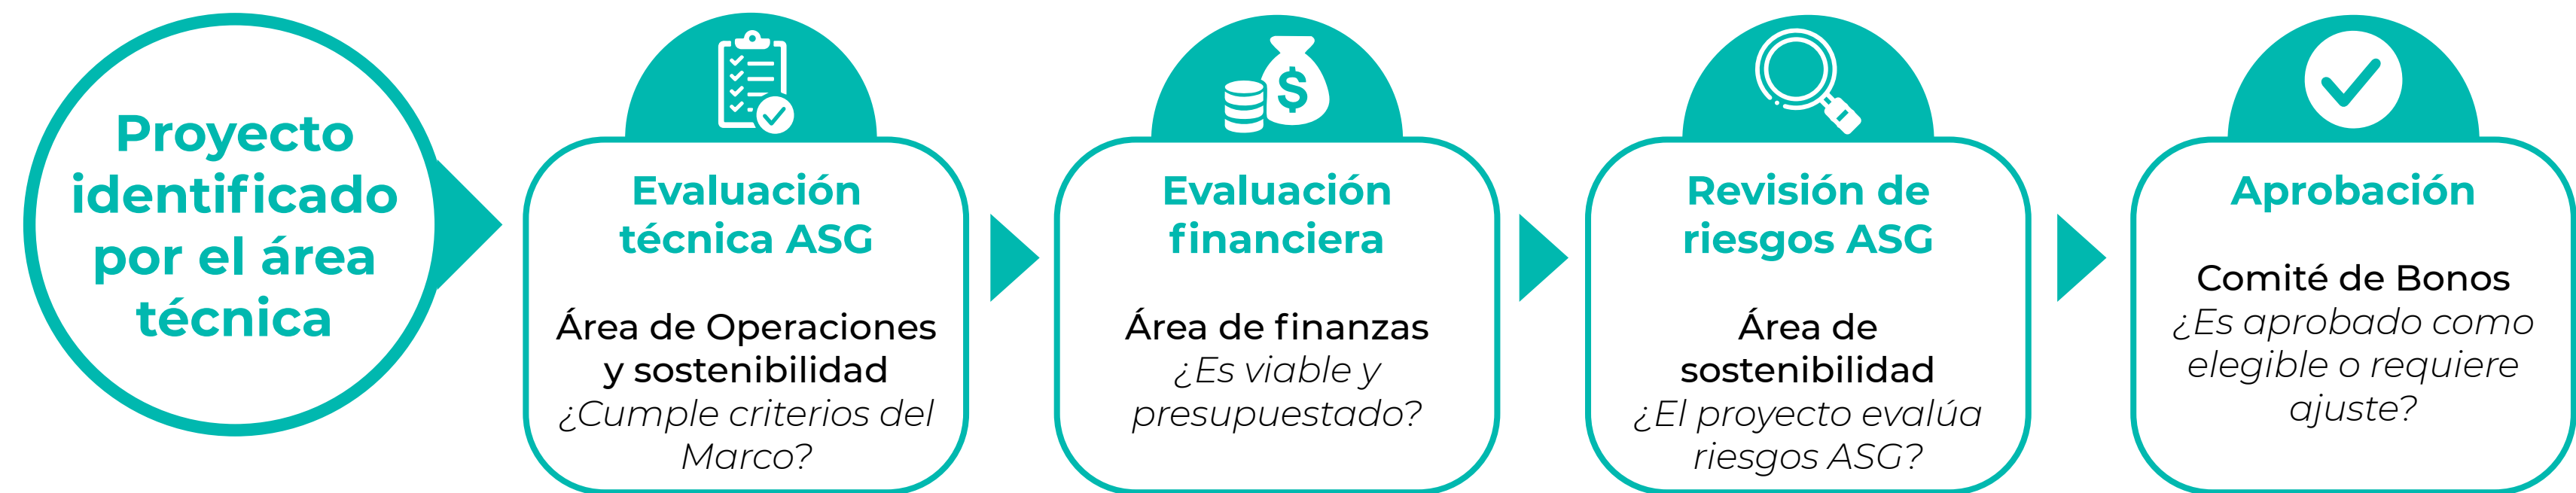 Proyecto
identificado
por el área
técnica
Evaluación
técnica ASG
Área de Operaciones
y sostenibilidad
¿Cumple criterios del
Marco?
$
Evaluación
financiera
Área de finanzas
¿Es viable y
presupuestado?
Revisión de
riesgos ASG
Área de
sostenibilidad
¿El proyecto evalúa
riesgos ASG?
Aprobación
Comité de Bonos
¿Es aprobado como
elegible o requiere
ajuste?